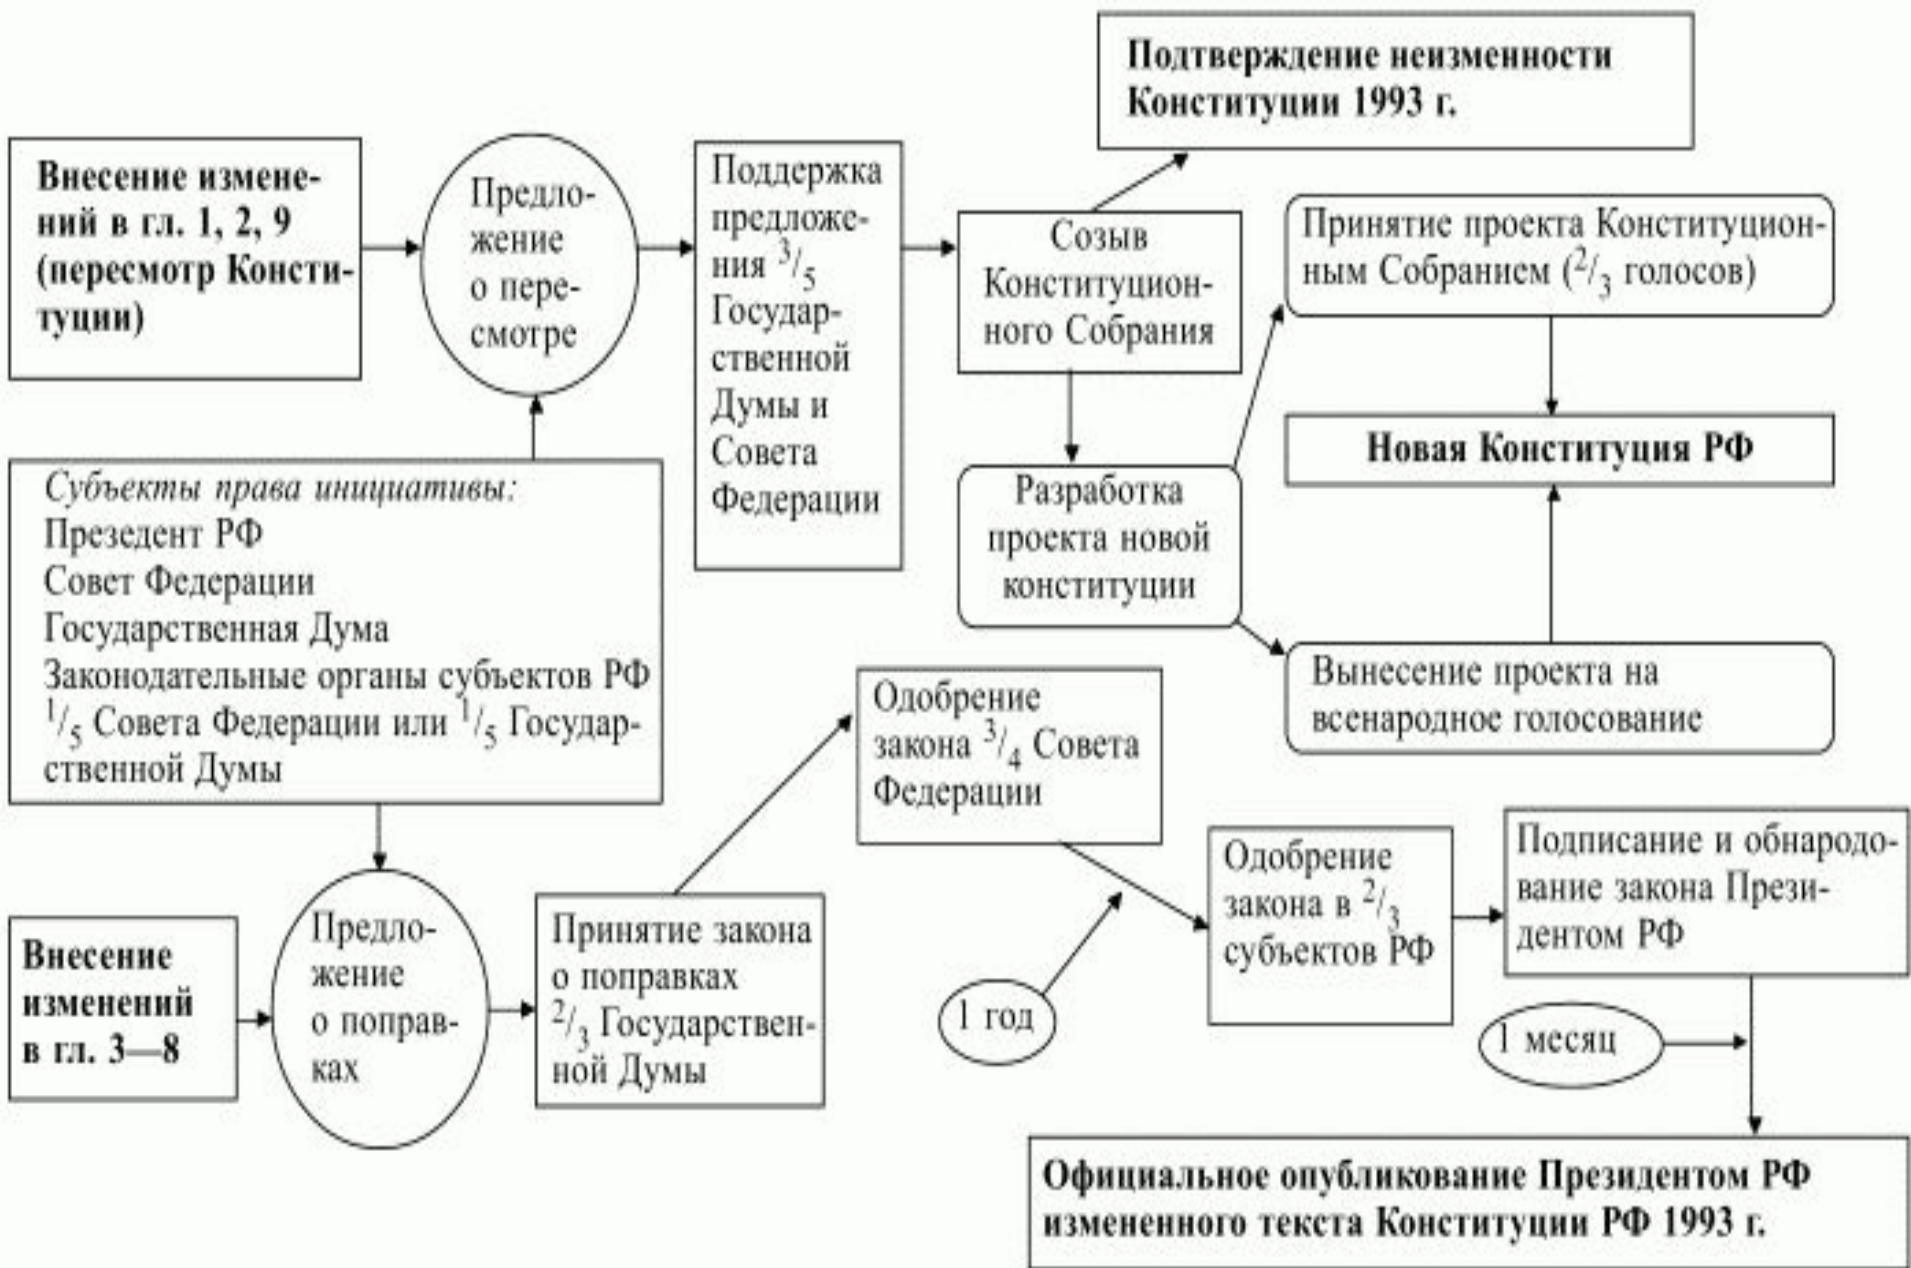 Подтверждение неизменности
Конституции 1993 г.
Внесение измене-
ний в гл. 1, 2, 9
(пересмотр Консти-
туции)
Предло-
жение
о пере-
смотре
Поддержка
предложе-
ния 3/5
Государ-
ственной
Думы и
Совета
Федерации
Созыв
Конституцион-
ного Собрания
Принятие проекта Конституцион-
ным Собранием (2/3 голосов)
Новая Конституция РФ
Разработка
проекта новой
конституции
Вынесение проекта на
всенародное голосование
Субъекты права инициативы:
Презедент РФ
Совет Федерации
Государственная Дума
Законодательные органы субъектов РФ
1/5 Совета Федерации или 1/5 Государ-
ственной Думы
Внесение
изменений
в гл. 3—8
Предло-
жение
о поправ-
ках
Принятие закона
о поправках
2/3 Государствен-
ной Думы
Одобрение
закона 3/4 Совета
Федерации
1 год
Одобрение
закона в 2/3
субъектов РФ
Подписание и обнародо-
вание закона Прези-
дентом РФ
1 месяц
Официальное опубликование Президентом РФ
измененного текста Конституции РФ 1993 г.